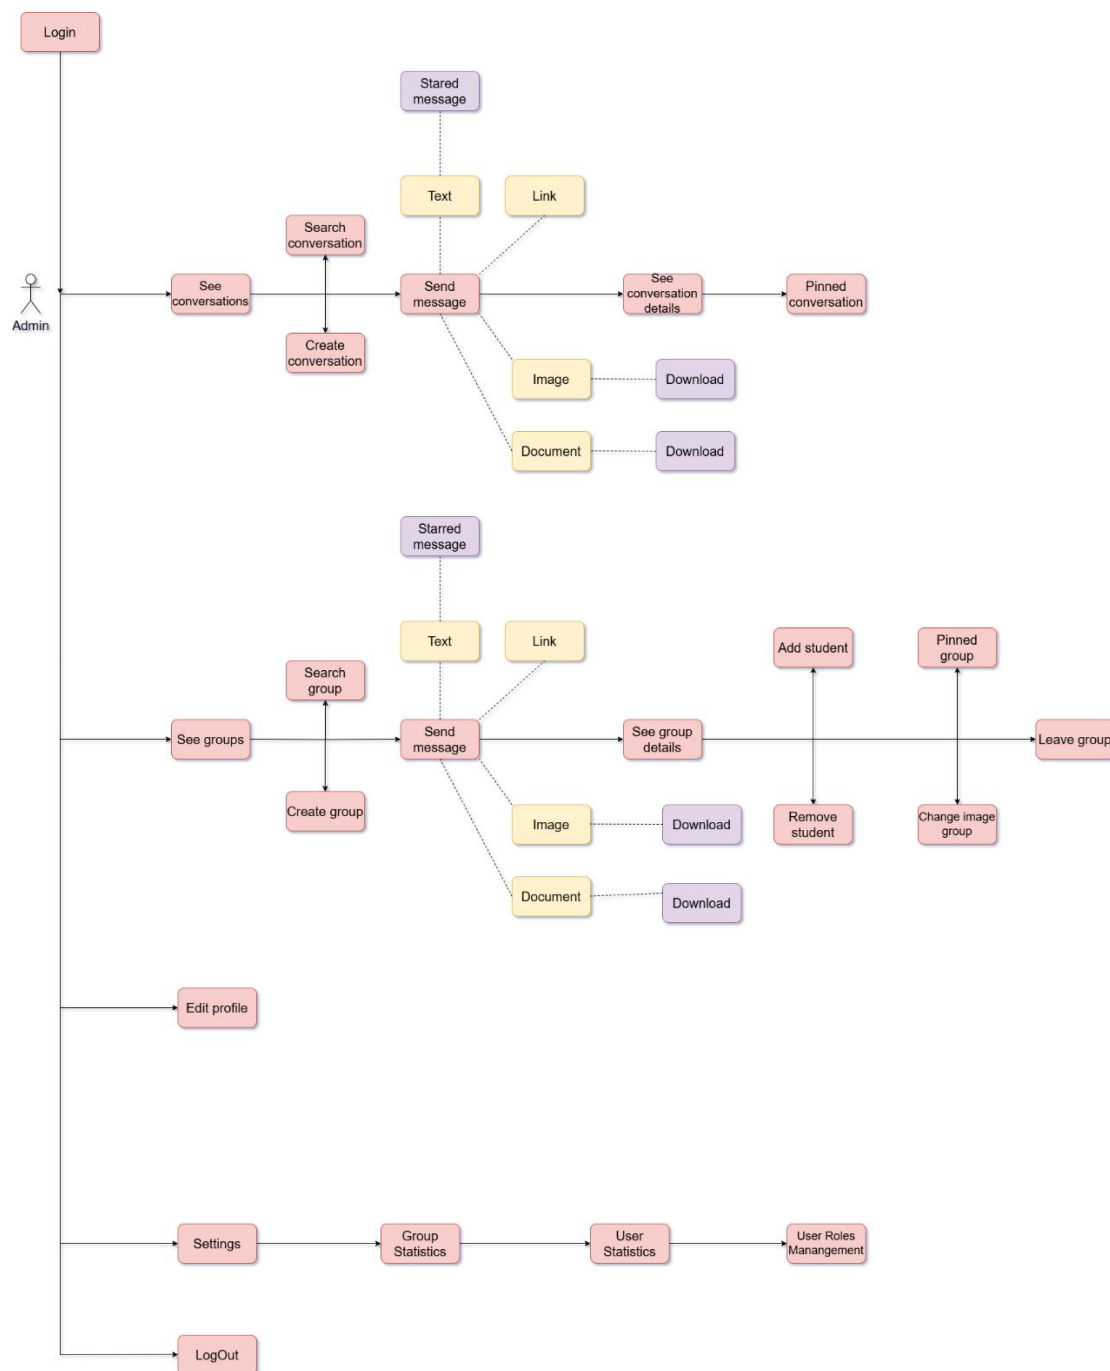 Login
Stared
message
Text
Link
Search
conversation
Admin
See
conversations
Send
message
See
conversation
details
Pinned
conversation
Create
conversation
Image
Download
Document
Download
Starred
message
Text
Link
Add student
Pinned
group
Search
group
See groups
Send
message
See group
details
Leave group
Create group
Image
Download
Remove
student
Change image
group
Document
Download
Edit profile
Settings
Group
Statistics
User
Statistics
User Roles
Manangement
LogOut